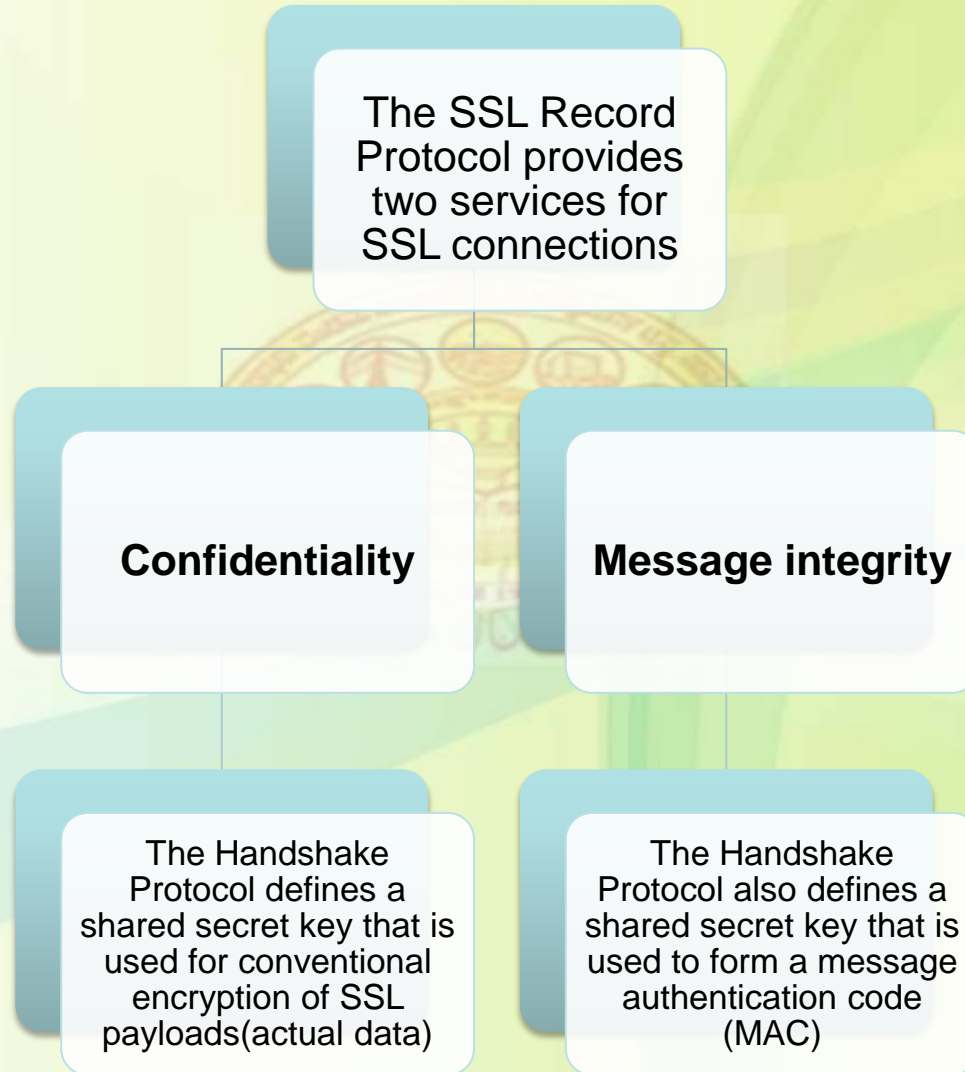 The SSL Record
Protocol provides
two services for
SSL connections
Confidentiality
Message integrity
The Handshake
Protocol defines a
shared secret key that is
used for conventional
encryption of SSL
payloads(actual data)
The Handshake
Protocol also defines a
shared secret key that is
used to form a message
authentication code
(MAC)